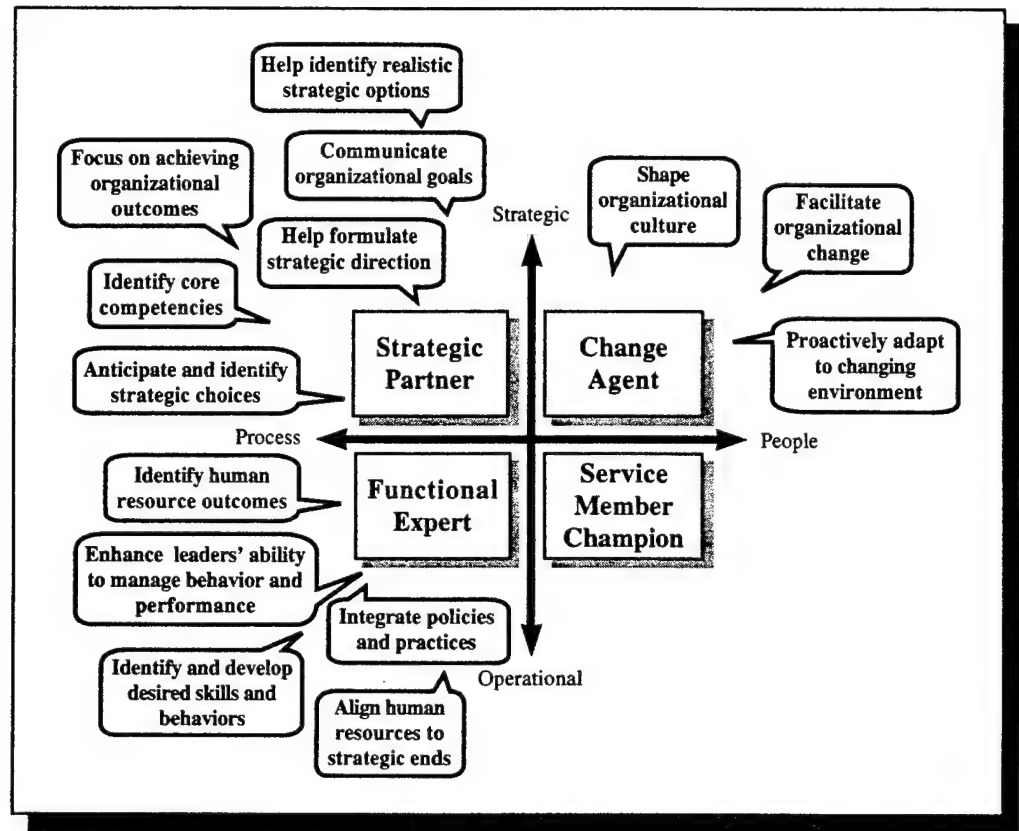 Help identify realistic
strategic options
Focus on achieving
organizational
outcomes
Communicate
organizational goals
Shape
organizational
culture
Facilitate
organizational
change
Strategic
Help formulate
strategic direction
Identify core
competencies
Anticipate and identify
strategic choices
Strategic
Partner
Change
Agent
Proactively adapt
to changing
environment
Process
People
Identify human
resource outcomes
Functional
Expert
Service
Member
Champion
Enhance leaders' ability
to manage behavior and
performance
Integrate policies
and practices
Identify and develop
desired skills and
behaviors
Operational
Align human
resources to
strategic ends